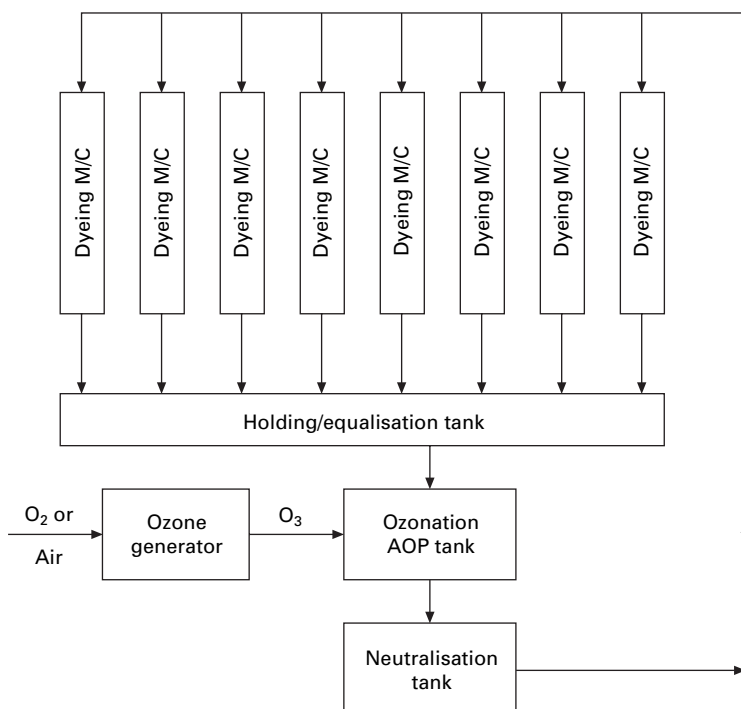 Dyeing M/C
Dyeing M/C
Dyeing M/C
Dyeing M/C
Dyeing M/C
Dyeing M/C
Dyeing M/C
Dyeing M/C
Holding/equalisation tank
O₂ or
Air
Ozone
generator
O₃
Ozonation
AOP tank
Neutralisation
tank